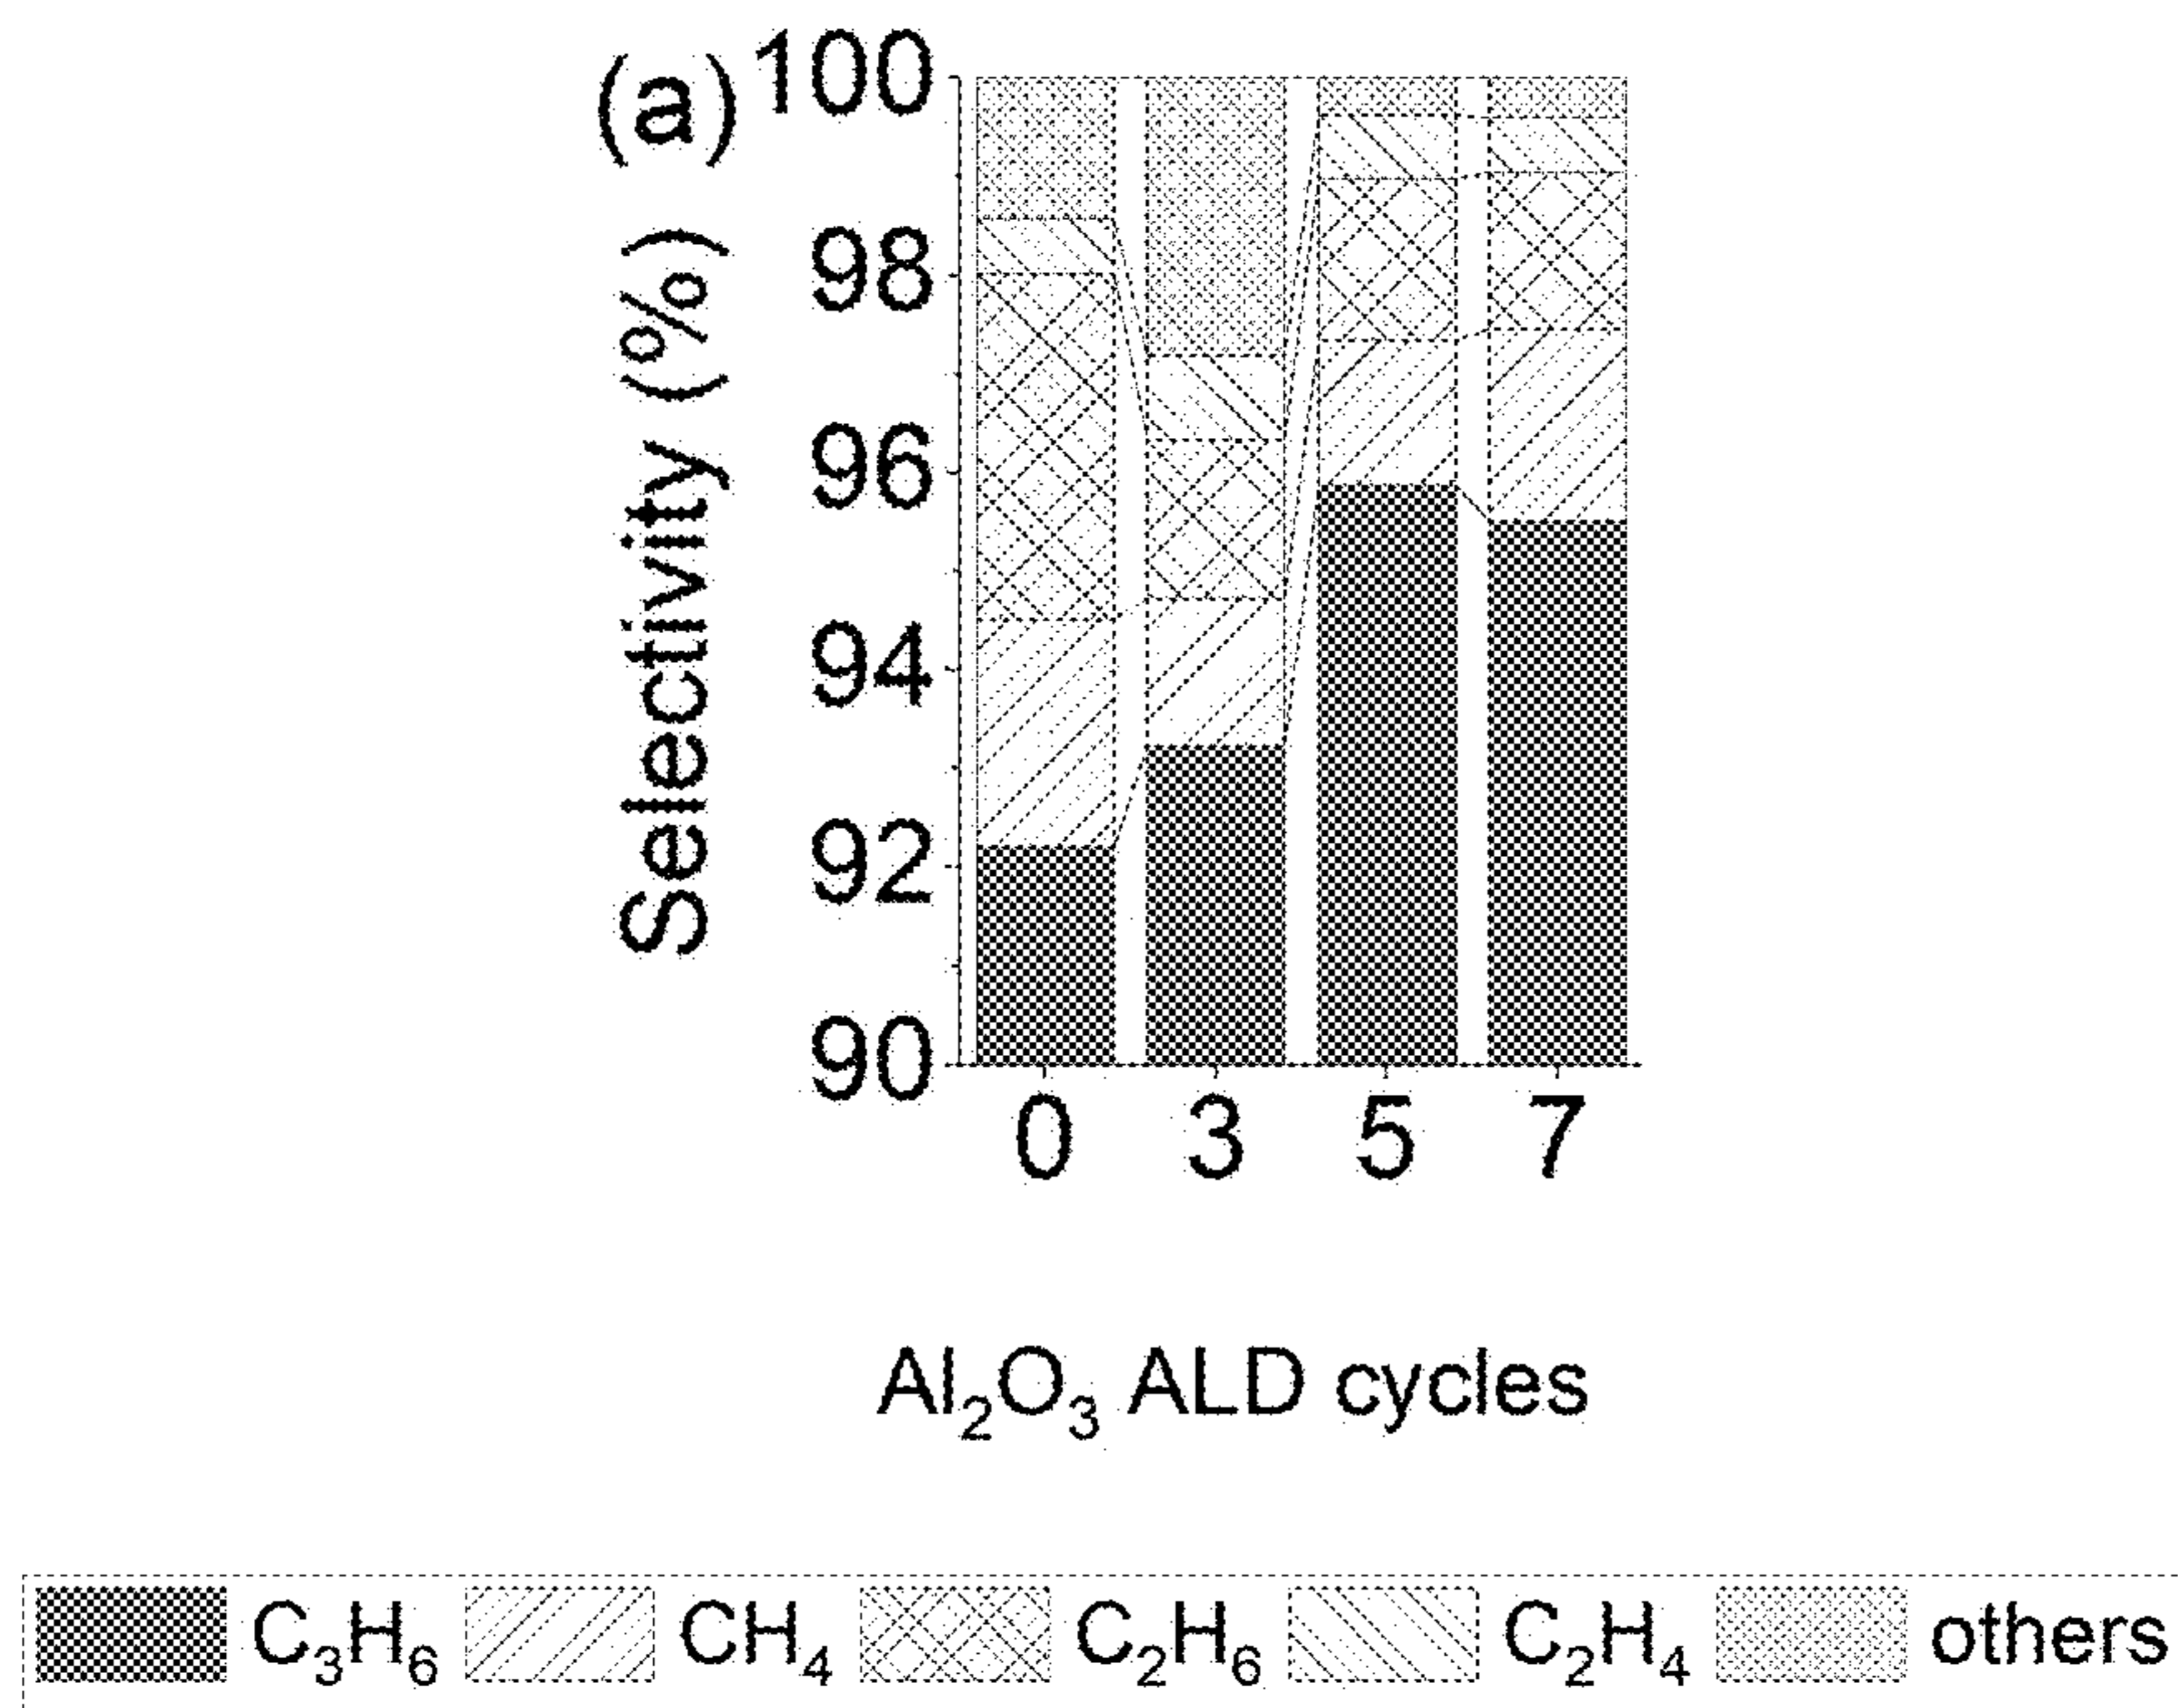 (a)
100
98
96
94
92
90
Selectivity (%)
0 3 5 7
Al₂O₃ ALD cycles
C₃H₆ CH₄ C₂H₆ C₂H₄ others